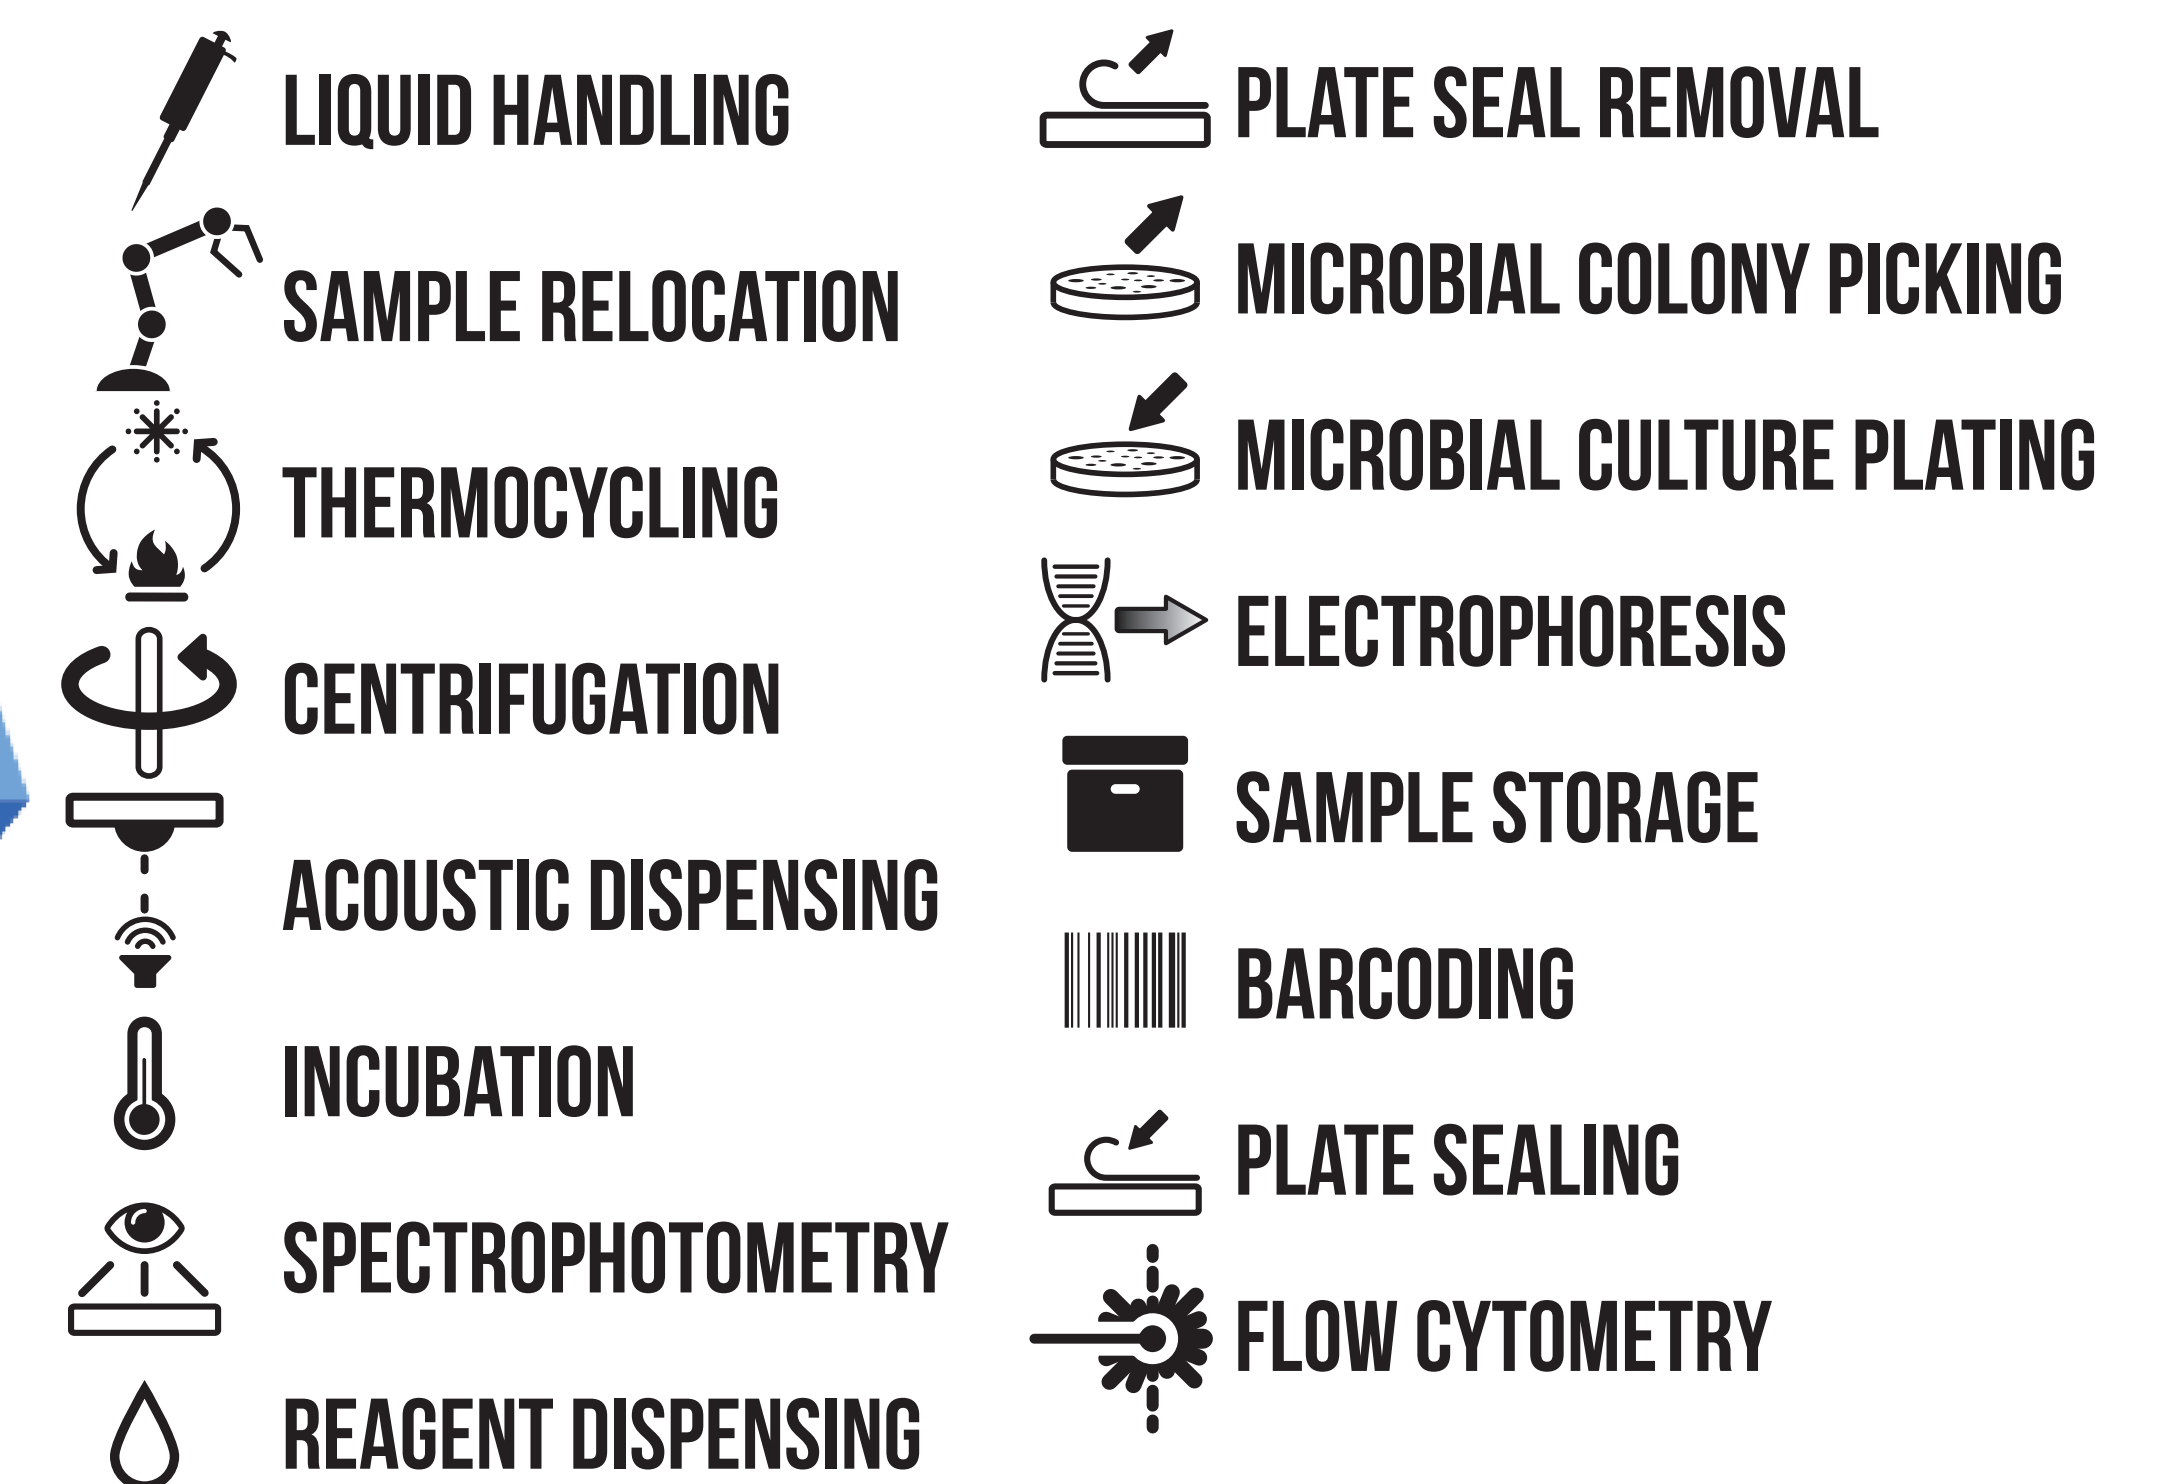 LIQUID HANDLING
SAMPLE RELOCATION
THERMOCYCLING
CENTRIFUGATION
ACOUSTIC DISPENSING
INCUBATION
SPECTROPHOTOMETRY
REAGENT DISPENSING
PLATE SEAL REMOVAL
MICROBIAL COLONY PICKING
MICROBIAL CULTURE PLATING
ELECTROPHORESIS
SAMPLE STORAGE
BARCODING
PLATE SEALING
FLOW CYTOMETRY